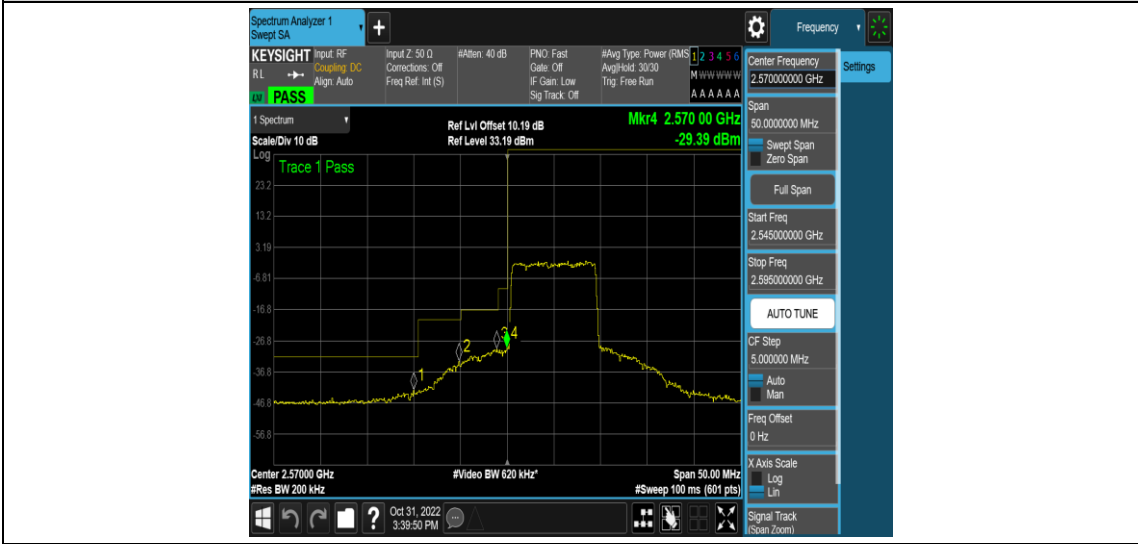 Spectrum Analyzer 1
Swept SA
Frequency
KEYSIGHT Input: RF Input Z: 50 Ω #Atten: 40 dB PNO: Fast #Avg Type: Power (RMS 1 2 3 4 5 6
RL Coupling: DC Corrections: Off Gate: Off Avg|Hold: 30/30 M W W W W W
Align: Auto Freq Ref: Int (S) IF Gain: Low Trig: Free Run
PASS Sig Track: Off A A A A A A
1 Spectrum
Ref Lvl Offset 10.19 dB Mkr4 2.570 00 GHz
Scale/Div 10 dB Ref Level 33.19 dBm -29.39 dBm
Log
Trace 1 Pass
23.2
13.2
3.19
-6.81
-16.8
-26.8
-36.8
-46.8
-56.8
1
2
3
4
Center 2.57000 GHz #Video BW 620 kHz* Span 50.00 MHz
#Res BW 200 kHz #Sweep 100 ms (601 pts)
Oct 31, 2022
3:39:50 PM
?
Center Frequency
2.570000000 GHz
Settings
Span
50.0000000 MHz
Swept Span
Zero Span
Full Span
Start Freq
2.545000000 GHz
Stop Freq
2.595000000 GHz
AUTO TUNE
CF Step
5.000000 MHz
Auto
Man
Freq Offset
0 Hz
X Axis Scale
Log
Lin
Signal Track
(Span Zoom)